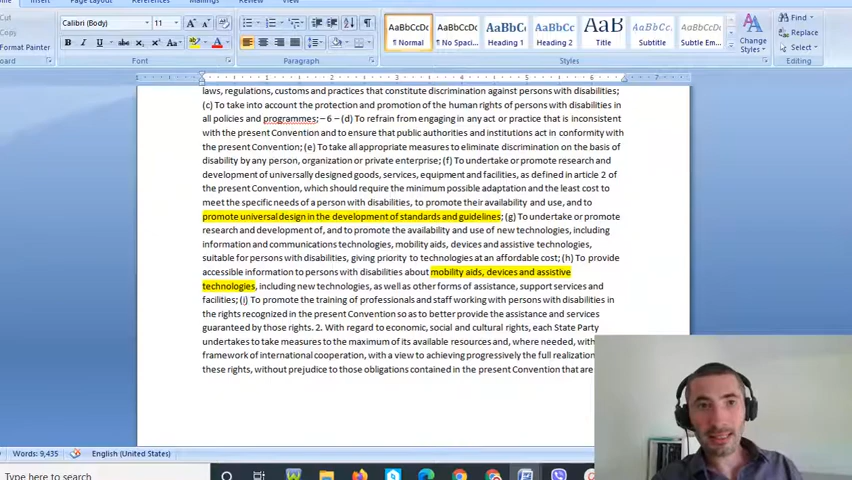 Insert
Page Layout
References
Mailings
Review
View
Copy
Format Painter
Calibri (Body)
11
AaBbCcDc AaBbCcDc AaBbC AaBbCc AaB AaBbCc. AaBbCcDc
¶ Normal ¶ No Spaci... Heading 1 Heading 2 Title Subtitle Subtle Em...
Change
Styles
Find
Replace
Select
Font
Paragraph
Styles
Editing
laws, regulations, customs and practices that constitute discrimination against persons with disabilities;
(c) To take into account the protection and promotion of the human rights of persons with disabilities in
all policies and programmes; – 6 – (d) To refrain from engaging in any act or practice that is inconsistent
with the present Convention and to ensure that public authorities and institutions act in conformity with
the present Convention; (e) To take all appropriate measures to eliminate discrimination on the basis of
disability by any person, organization or private enterprise; (f) To undertake or promote research and
development of universally designed goods, services, equipment and facilities, as defined in article 2 of
the present Convention, which should require the minimum possible adaptation and the least cost to
meet the specific needs of a person with disabilities, to promote their availability and use, and to
promote universal design in the development of standards and guidelines; (g) To undertake or promote
research and development of, and to promote the availability and use of new technologies, including
information and communications technologies, mobility aids, devices and assistive technologies,
suitable for persons with disabilities, giving priority to technologies at an affordable cost; (h) To provide
accessible information to persons with disabilities about mobility aids, devices and assistive
technologies, including new technologies, as well as other forms of assistance, support services and
facilities; (i) To promote the training of professionals and staff working with persons with disabilities in
the rights recognized in the present Convention so as to better provide the assistance and services
guaranteed by those rights. 2. With regard to economic, social and cultural rights, each State Party
undertakes to take measures to the maximum of its available resources and, where needed,
framework of international cooperation, with a view to achieving progressively the full realization
these rights, without prejudice to those obligations contained in the present Convention that are
Words: 9,435
English (United States)
Type here to search